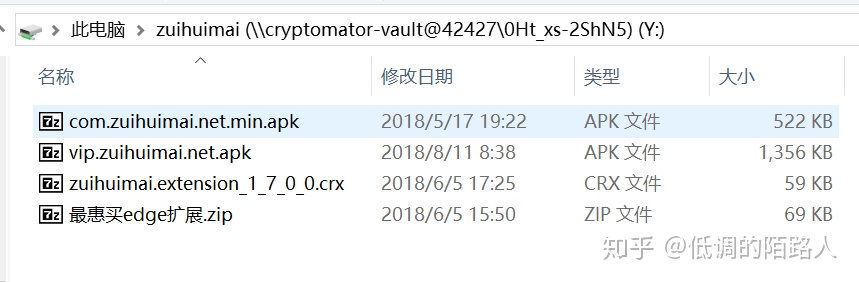 此电脑 zuihuimai (\\cryptomator-vault@42427\0Ht_xs-2ShN5) (Y:)
名称 修改日期 类型 大小
com.zuihuimai.net.min.apk 2018/5/17 19:22 APK 文件 522 KB
vip.zuihuimai.net.apk 2018/8/11 8:38 APK 文件 1,356 KB
zuihuimai.extension_1_7_0_0.crx 2018/6/5 17:25 CRX 文件 59 KB
最惠买edge扩展.zip 2018/6/5 15:50 ZIP 文件 69 KB
知乎 @低调的陌路人